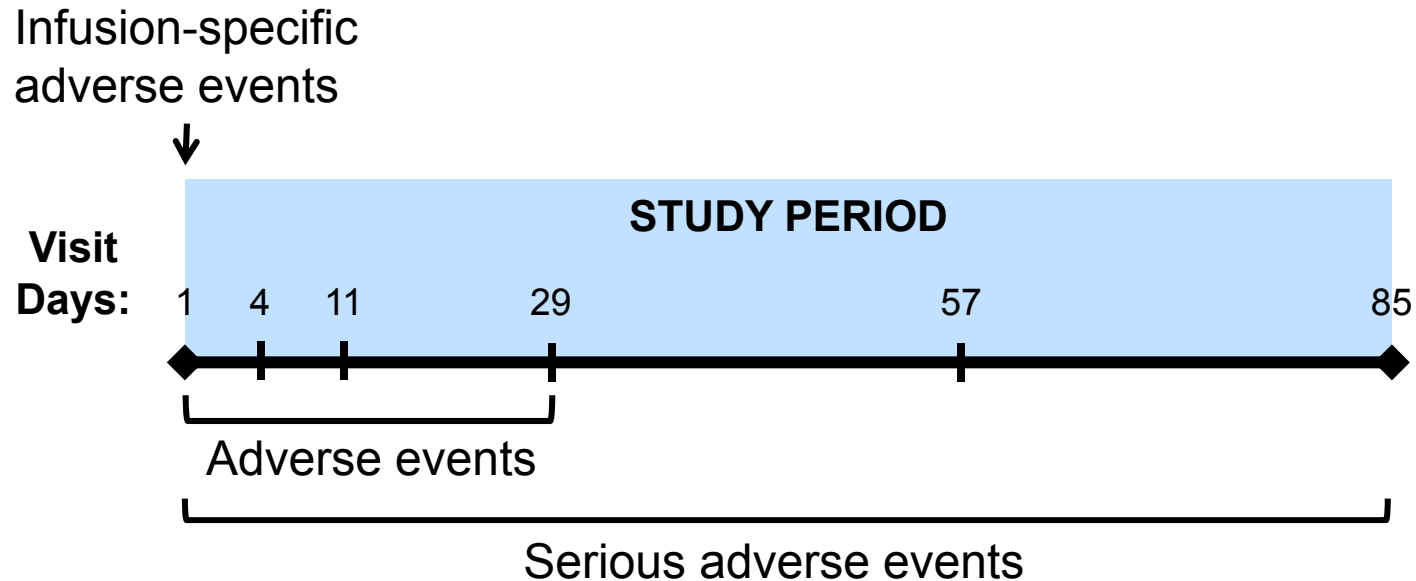 Infusion-specific
adverse events
STUDY PERIOD
Visit
Days: 1 4 11 29 57 85
Adverse events
Serious adverse events